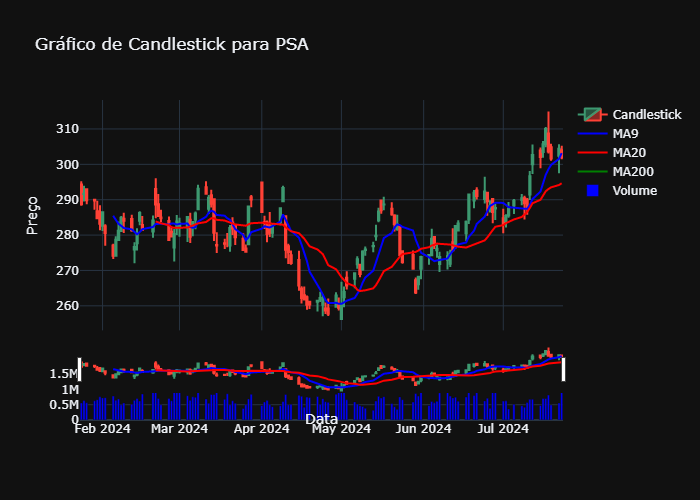 Gráfico de Candlestick para PSA
Candlestick
MA9
MA20
MA200
Volume
Preço
310
300
290
280
270
260
1.5M
1M
0.5M
0
Feb 2024
Mar 2024
Apr 2024
May 2024
Jun 2024
Jul 2024
Data